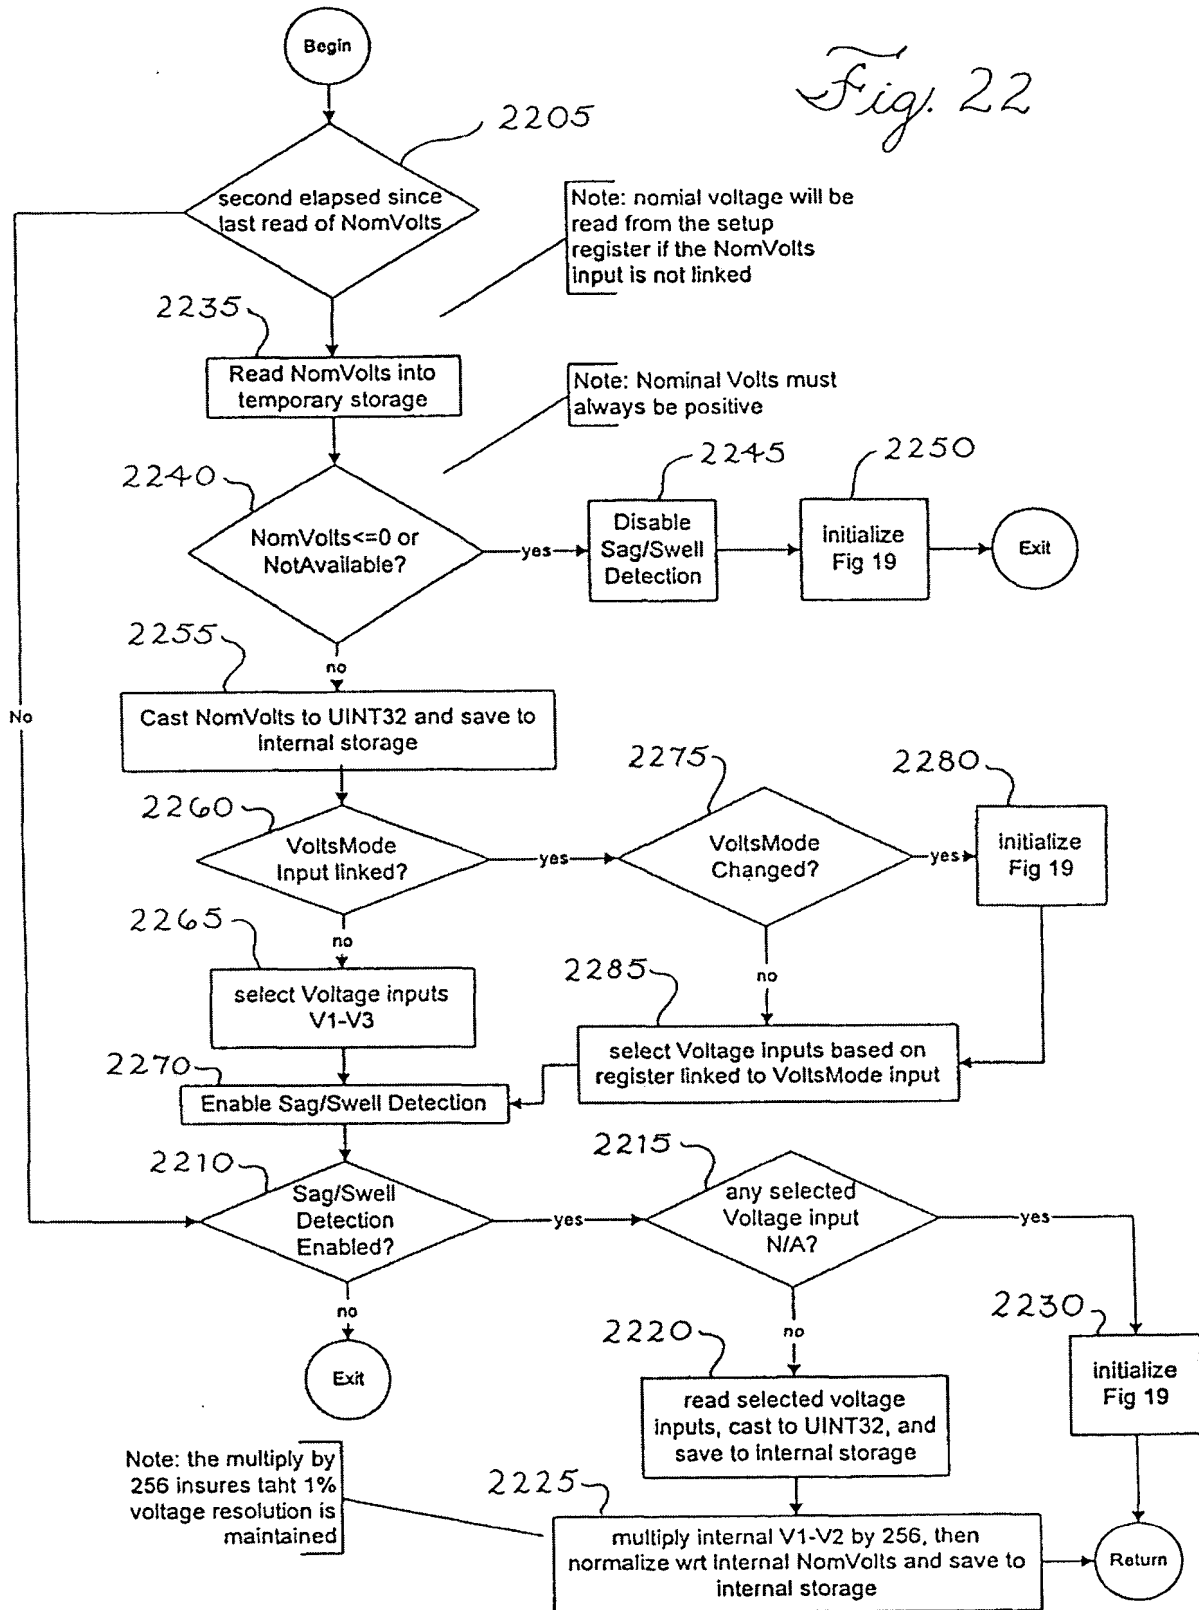 Begin
Fig. 22
2205
second elapsed since
last read of NomVolts
Note: nomial voltage will be
read from the setup
register if the NomVolts
input is not linked
2235
Read NomVolts into
temporary storage
Note: Nominal Volts must
always be positive
2240
NomVolts<=0 or
NotAvailable?
yes
2245
Disable
Sag/Swell
Detection
2250
initialize
Fig 19
Exit
no
2255
Cast NomVolts to UINT32 and save to
internal storage
No
2260
VoltsMode
Input linked?
yes
2275
VoltsMode
Changed?
yes
2280
initialize
Fig 19
no
2265
select Voltage inputs
V1-V3
no
2285
select Voltage inputs based on
register linked to VoltsMode input
2270
Enable Sag/Swell Detection
2210
Sag/Swell
Detection
Enabled?
yes
2215
any selected
Voltage input
N/A?
yes
no
Exit
no
2220
read selected voltage
inputs, cast to UINT32, and
save to internal storage
2230
initialize
Fig 19
Note: the multiply by
256 insures taht 1%
voltage resolution is
maintained
2225
multiply internal V1-V2 by 256, then
normalize wrt Internal NomVolts and save to
internal storage
Return